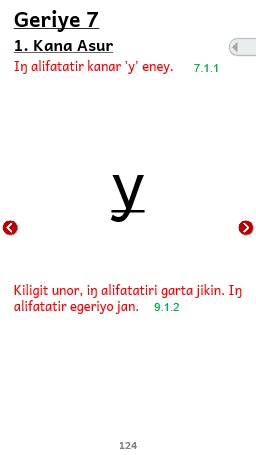 Geriye 7
1. Kana Asur
Iŋ alifatatir kanar 'y' eney. 7.1.1
y
Kiligit unor, iŋ alifatatiri garta jikin. Iŋ
alifatatir egeriyo jan. 9.1.2
124